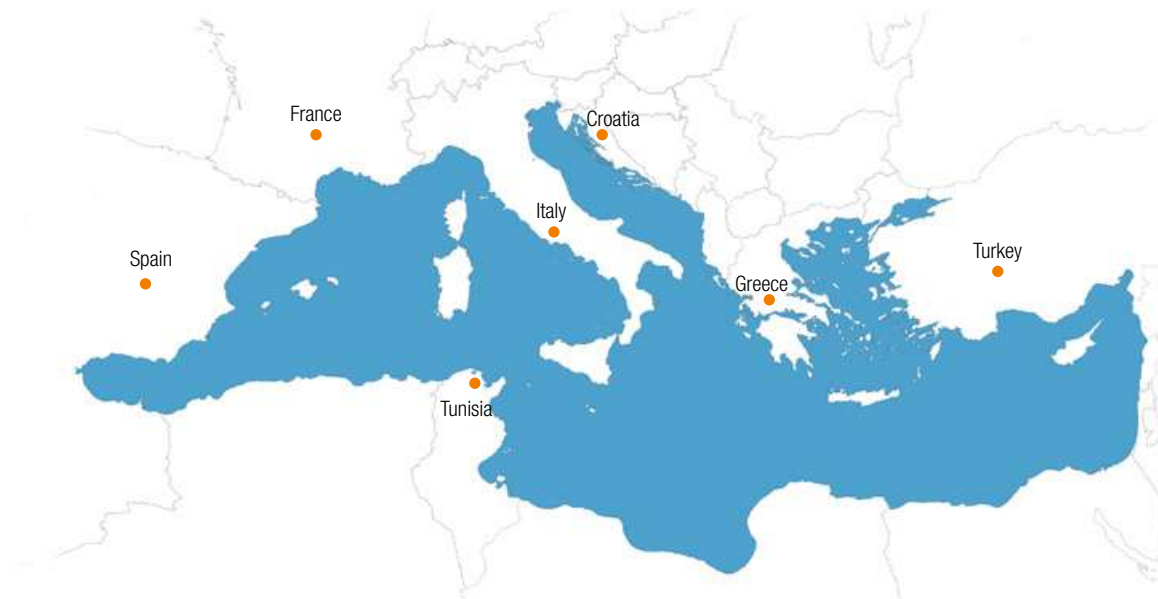 France
Croatia
Italy
Spain
Turkey
Greece
Tunisia